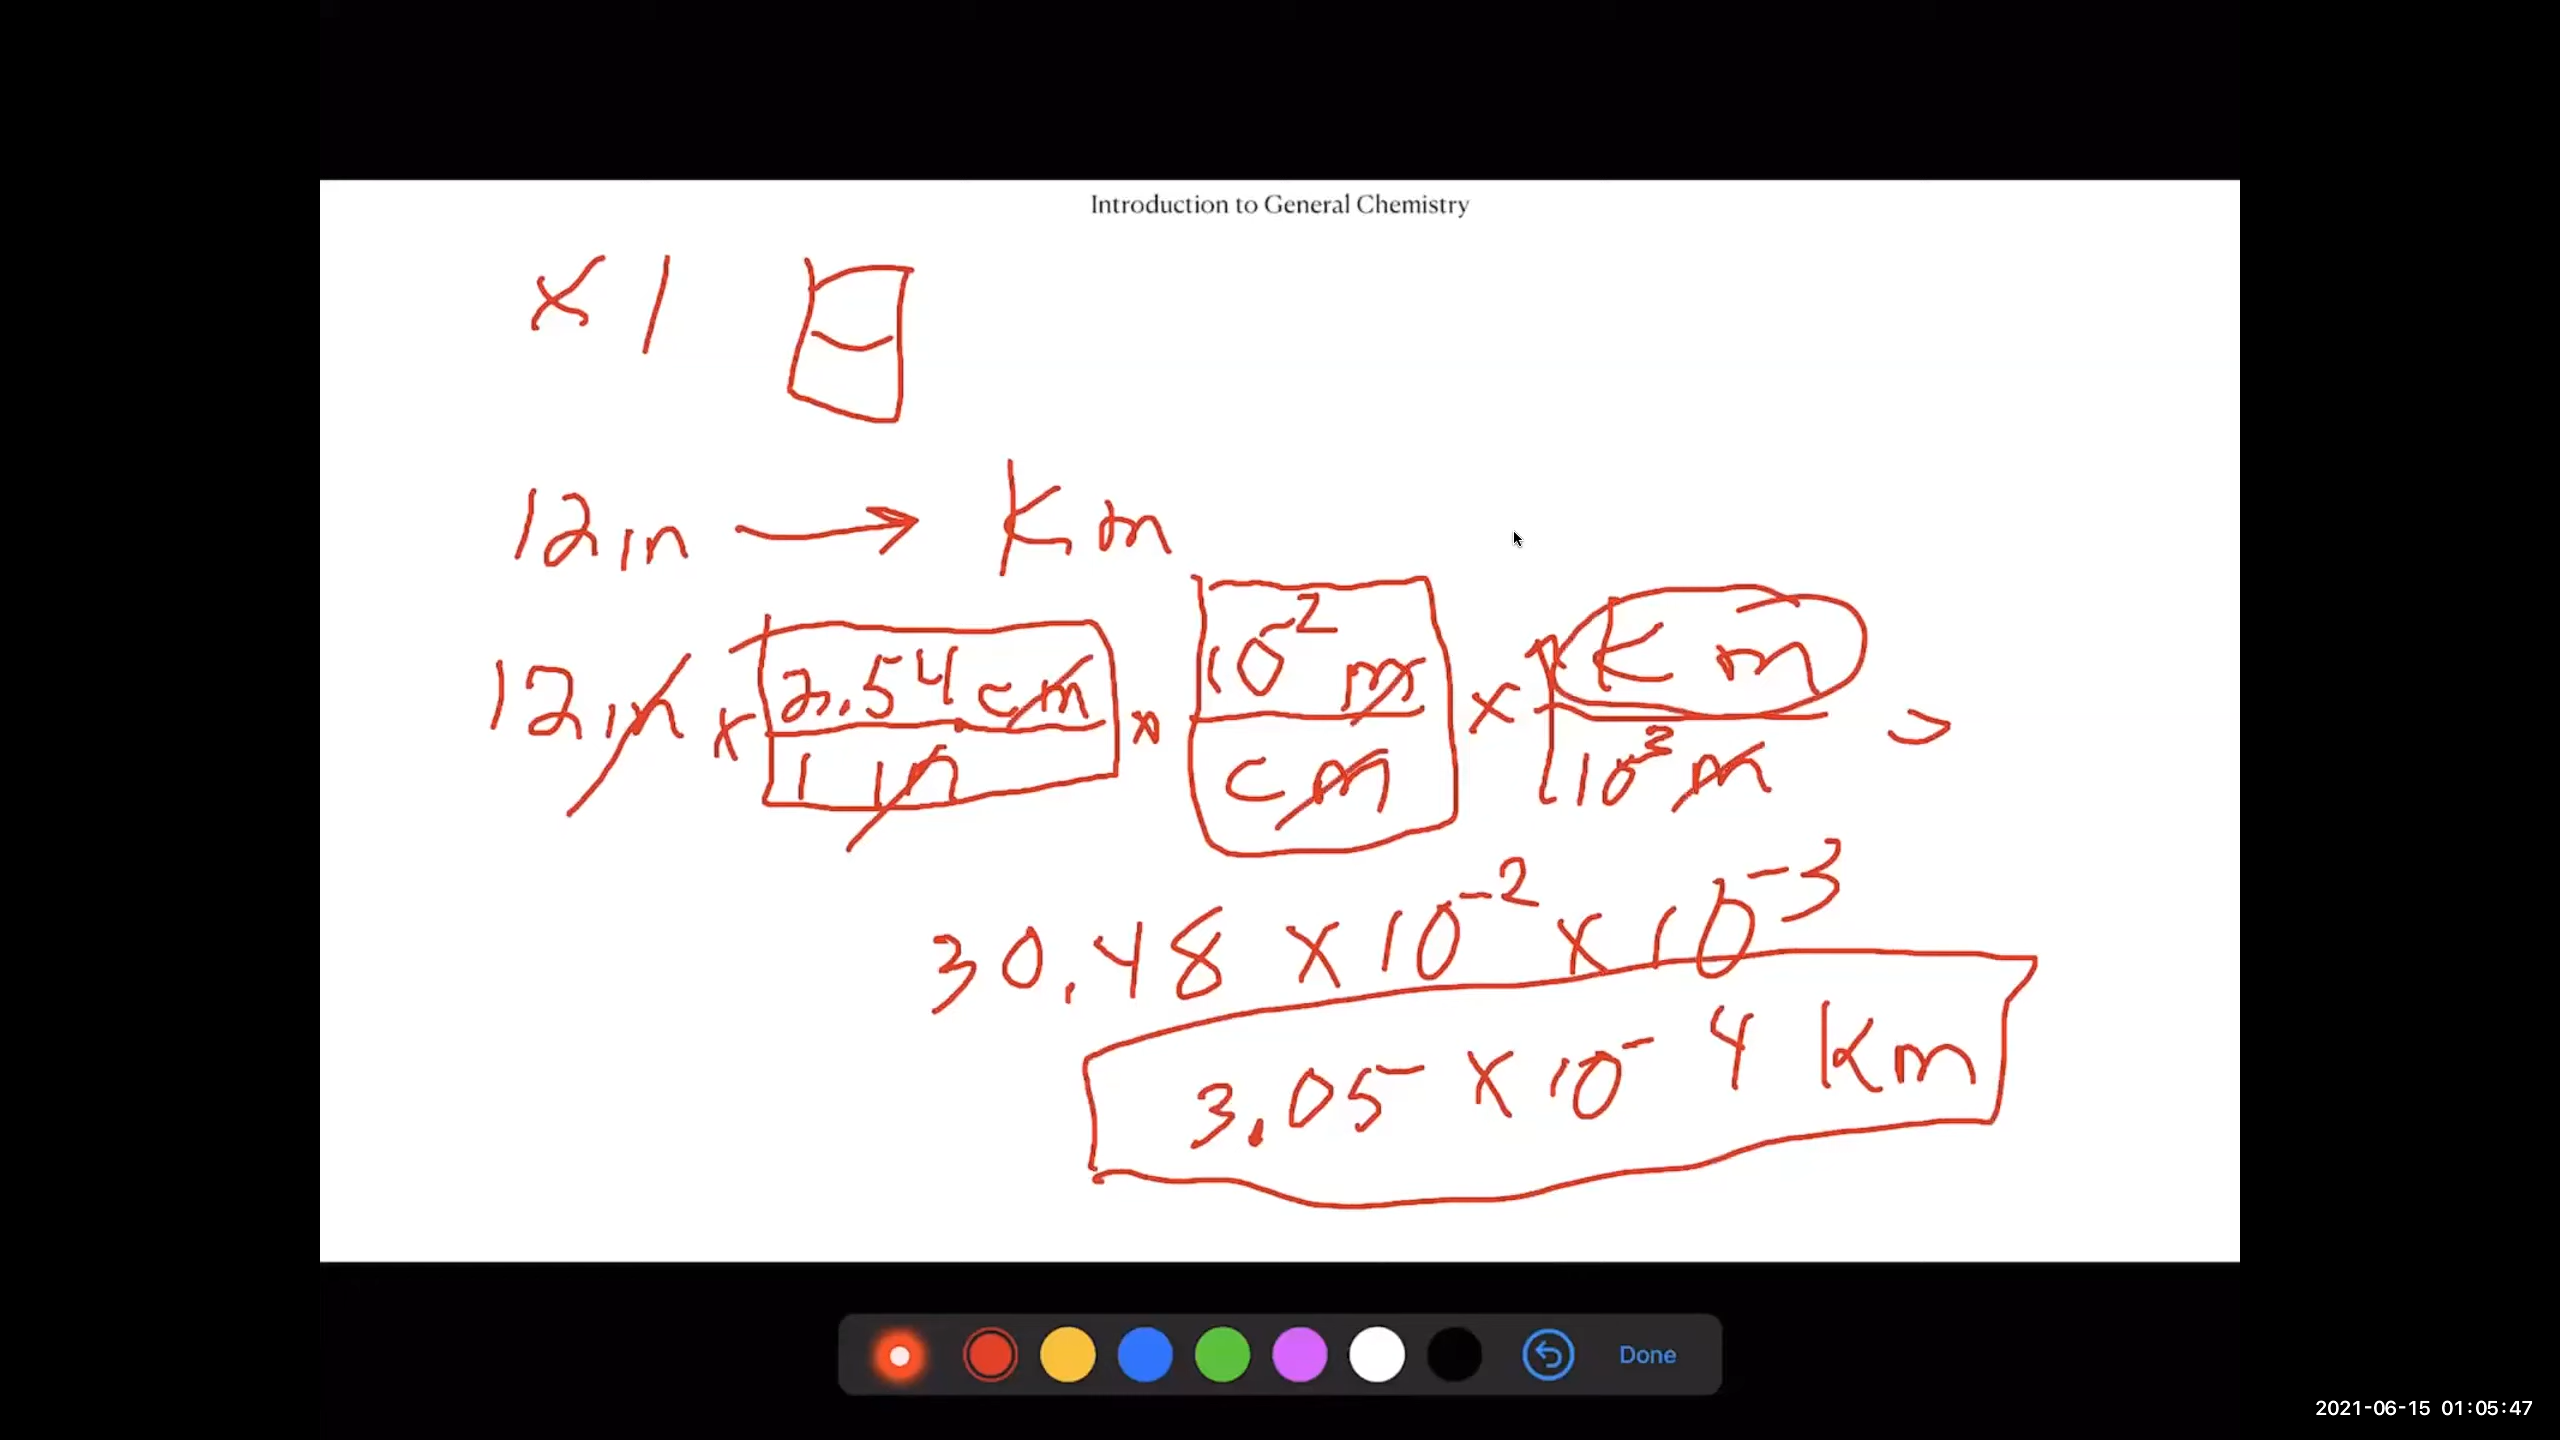 Introduction to General Chemistry
x 1
12 in → Km
12 in x 2.54 cm / 1 in x 10⁻² m / cm x Km / 10³ m =
30.48 x 10⁻² x 10⁻³
3.05 x 10⁻⁴ Km
Done
2021-06-15 01:05:47